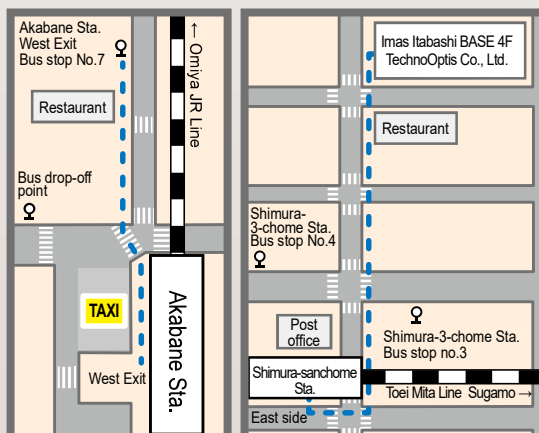 Akabane Sta.
West Exit
Bus stop No.7
← Omiya JR Line
Restaurant
Bus drop-off
point
TAXI
West Exit
Akabane Sta.
Imas Itabashi BASE 4F
TechnoOptis Co., Ltd.
Restaurant
Shimura-
3-chome Sta.
Bus stop No.4
Post
office
Shimura-3-chome Sta.
Bus stop no.3
Shimura-sanchome
Sta.
Toei Mita Line Sugamo →
East side